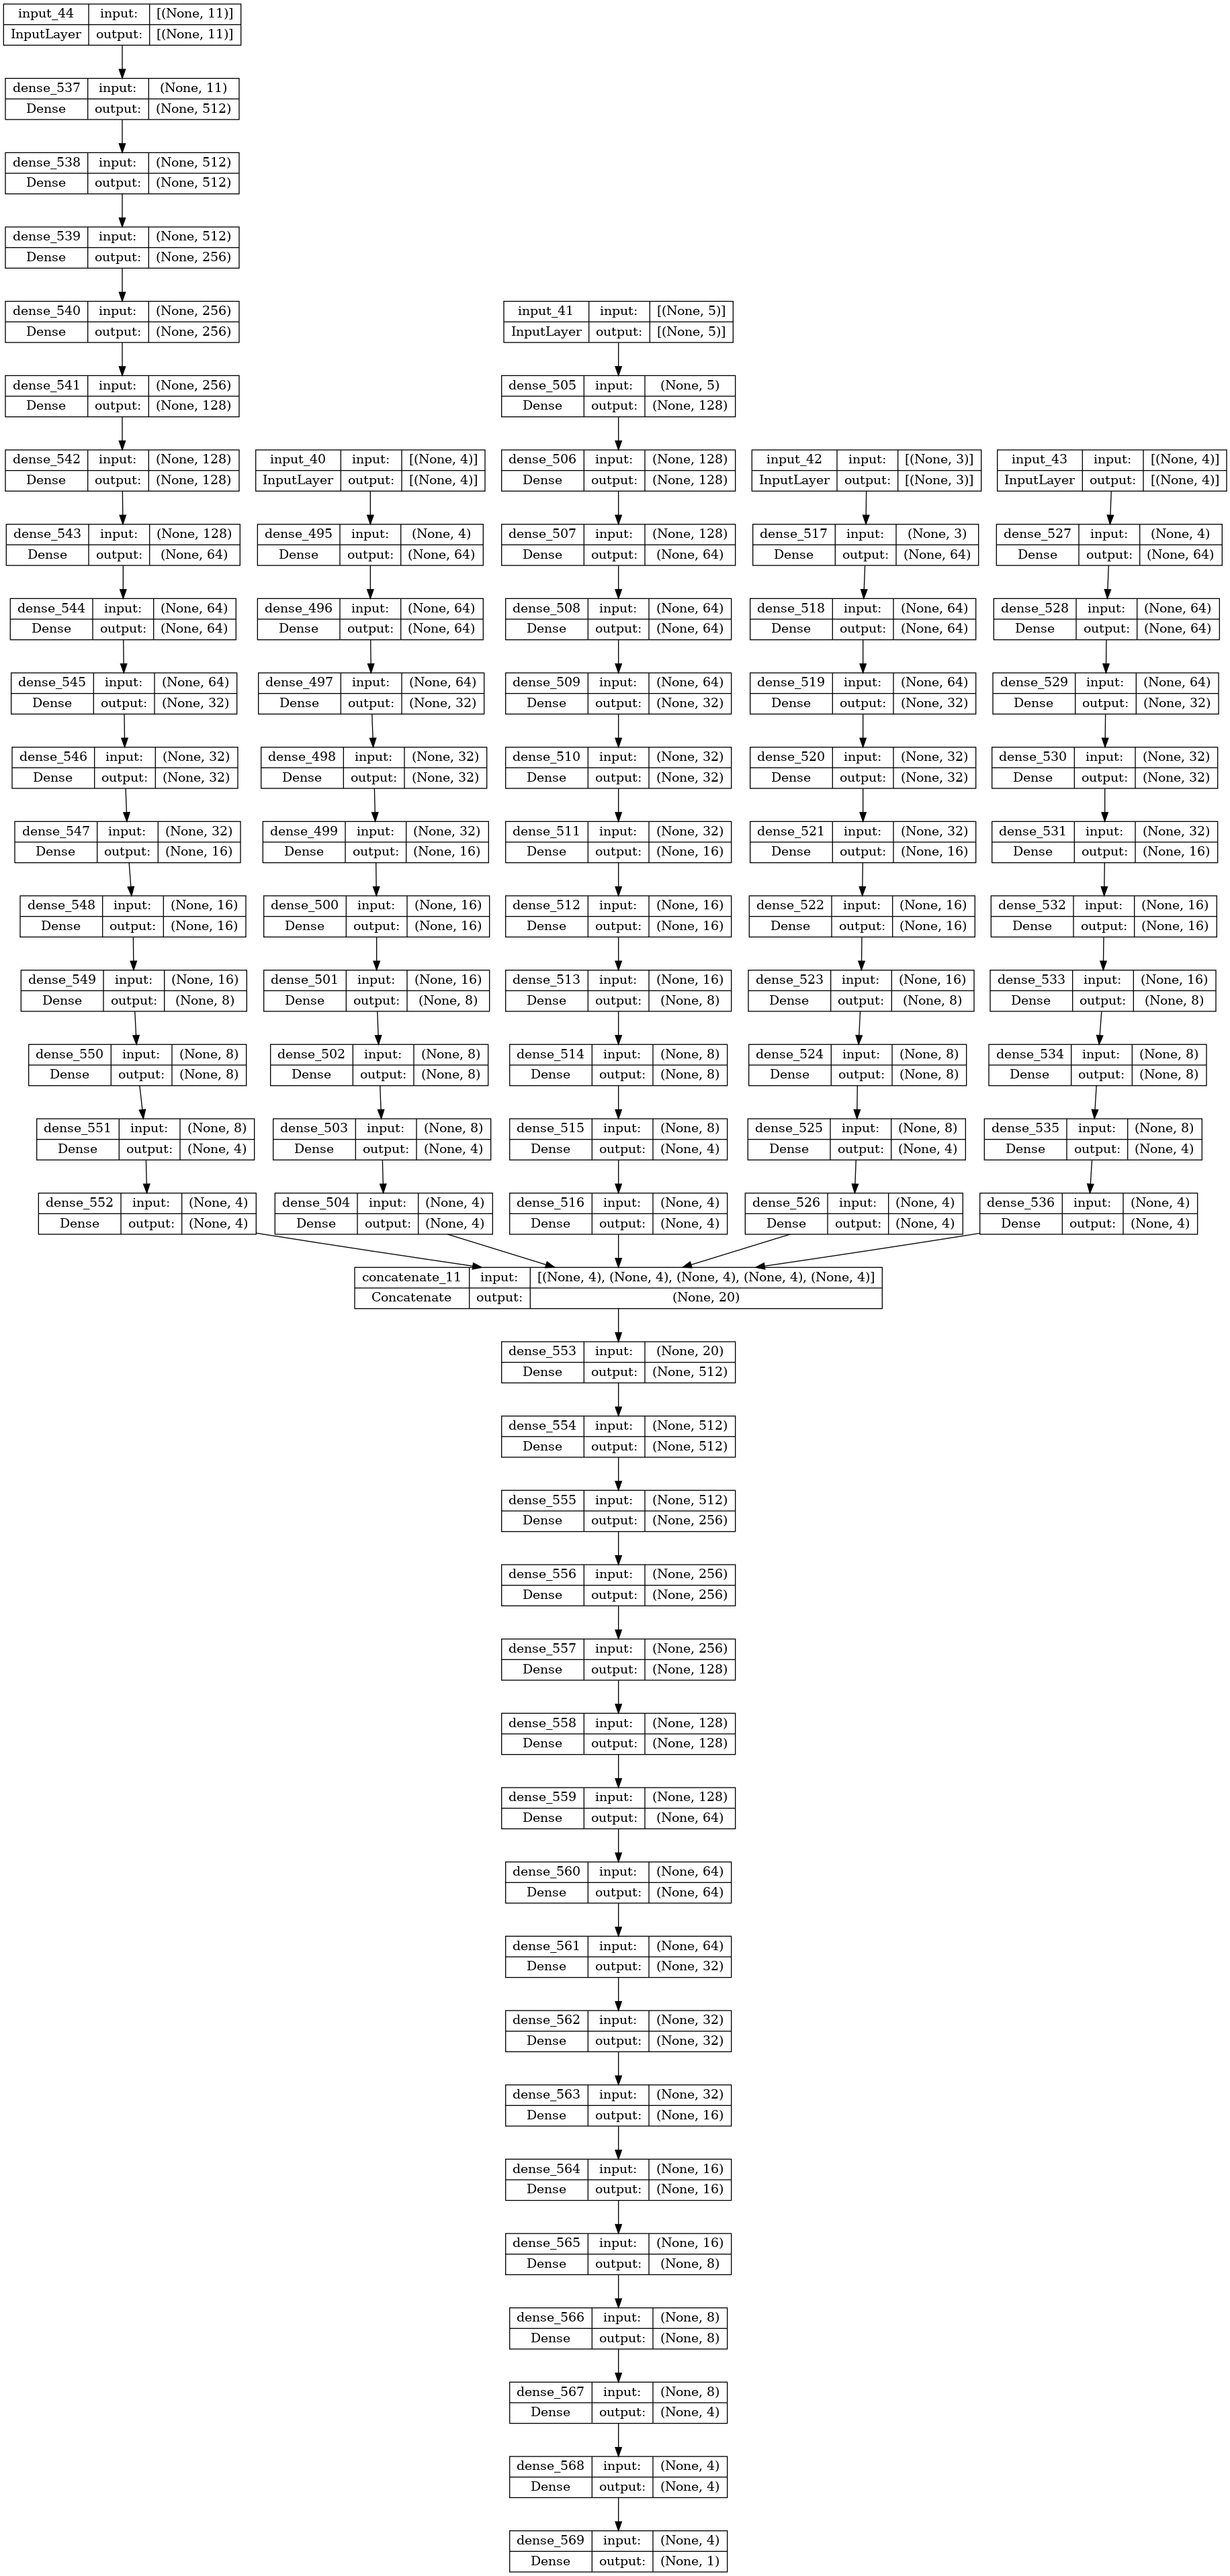 input_44 input: [(None, 11)]
InputLayer output: [(None, 11)]
dense_537 input: (None, 11)
Dense output: (None, 512)
dense_538 input: (None, 512)
Dense output: (None, 512)
dense_539 input: (None, 512)
Dense output: (None, 256)
dense_540 input: (None, 256)
Dense output: (None, 256)
dense_541 input: (None, 256)
Dense output: (None, 128)
dense_542 input: (None, 128)
Dense output: (None, 128)
dense_543 input: (None, 128)
Dense output: (None, 64)
dense_544 input: (None, 64)
Dense output: (None, 64)
dense_545 input: (None, 64)
Dense output: (None, 32)
dense_546 input: (None, 32)
Dense output: (None, 32)
dense_547 input: (None, 32)
Dense output: (None, 16)
dense_548 input: (None, 16)
Dense output: (None, 16)
dense_549 input: (None, 16)
Dense output: (None, 8)
dense_550 input: (None, 8)
Dense output: (None, 8)
dense_551 input: (None, 8)
Dense output: (None, 4)
dense_552 input: (None, 4)
Dense output: (None, 4)
input_40 input: [(None, 4)]
InputLayer output: [(None, 4)]
dense_495 input: (None, 4)
Dense output: (None, 64)
dense_496 input: (None, 64)
Dense output: (None, 64)
dense_497 input: (None, 64)
Dense output: (None, 32)
dense_498 input: (None, 32)
Dense output: (None, 32)
dense_499 input: (None, 32)
Dense output: (None, 16)
dense_500 input: (None, 16)
Dense output: (None, 16)
dense_501 input: (None, 16)
Dense output: (None, 8)
dense_502 input: (None, 8)
Dense output: (None, 8)
dense_503 input: (None, 8)
Dense output: (None, 4)
dense_504 input: (None, 4)
Dense output: (None, 4)
input_41 input: [(None, 5)]
InputLayer output: [(None, 5)]
dense_505 input: (None, 5)
Dense output: (None, 128)
dense_506 input: (None, 128)
Dense output: (None, 128)
dense_507 input: (None, 128)
Dense output: (None, 64)
dense_508 input: (None, 64)
Dense output: (None, 64)
dense_509 input: (None, 64)
Dense output: (None, 32)
dense_510 input: (None, 32)
Dense output: (None, 32)
dense_511 input: (None, 32)
Dense output: (None, 16)
dense_512 input: (None, 16)
Dense output: (None, 16)
dense_513 input: (None, 16)
Dense output: (None, 8)
dense_514 input: (None, 8)
Dense output: (None, 8)
dense_515 input: (None, 8)
Dense output: (None, 4)
dense_516 input: (None, 4)
Dense output: (None, 4)
input_42 input: [(None, 3)]
InputLayer output: [(None, 3)]
dense_517 input: (None, 3)
Dense output: (None, 64)
dense_518 input: (None, 64)
Dense output: (None, 64)
dense_519 input: (None, 64)
Dense output: (None, 32)
dense_520 input: (None, 32)
Dense output: (None, 32)
dense_521 input: (None, 32)
Dense output: (None, 16)
dense_522 input: (None, 16)
Dense output: (None, 16)
dense_523 input: (None, 16)
Dense output: (None, 8)
dense_524 input: (None, 8)
Dense output: (None, 8)
dense_525 input: (None, 8)
Dense output: (None, 4)
dense_526 input: (None, 4)
Dense output: (None, 4)
input_43 input: [(None, 4)]
InputLayer output: [(None, 4)]
dense_527 input: (None, 4)
Dense output: (None, 64)
dense_528 input: (None, 64)
Dense output: (None, 64)
dense_529 input: (None, 64)
Dense output: (None, 32)
dense_530 input: (None, 32)
Dense output: (None, 32)
dense_531 input: (None, 32)
Dense output: (None, 16)
dense_532 input: (None, 16)
Dense output: (None, 16)
dense_533 input: (None, 16)
Dense output: (None, 8)
dense_534 input: (None, 8)
Dense output: (None, 8)
dense_535 input: (None, 8)
Dense output: (None, 4)
dense_536 input: (None, 4)
Dense output: (None, 4)
concatenate_11 input: [(None, 4), (None, 4), (None, 4), (None, 4), (None, 4)]
Concatenate output: (None, 20)
dense_553 input: (None, 20)
Dense output: (None, 512)
dense_554 input: (None, 512)
Dense output: (None, 512)
dense_555 input: (None, 512)
Dense output: (None, 256)
dense_556 input: (None, 256)
Dense output: (None, 256)
dense_557 input: (None, 256)
Dense output: (None, 128)
dense_558 input: (None, 128)
Dense output: (None, 128)
dense_559 input: (None, 128)
Dense output: (None, 64)
dense_560 input: (None, 64)
Dense output: (None, 64)
dense_561 input: (None, 64)
Dense output: (None, 32)
dense_562 input: (None, 32)
Dense output: (None, 32)
dense_563 input: (None, 32)
Dense output: (None, 16)
dense_564 input: (None, 16)
Dense output: (None, 16)
dense_565 input: (None, 16)
Dense output: (None, 8)
dense_566 input: (None, 8)
Dense output: (None, 8)
dense_567 input: (None, 8)
Dense output: (None, 4)
dense_568 input: (None, 4)
Dense output: (None, 4)
dense_569 input: (None, 4)
Dense output: (None, 1)